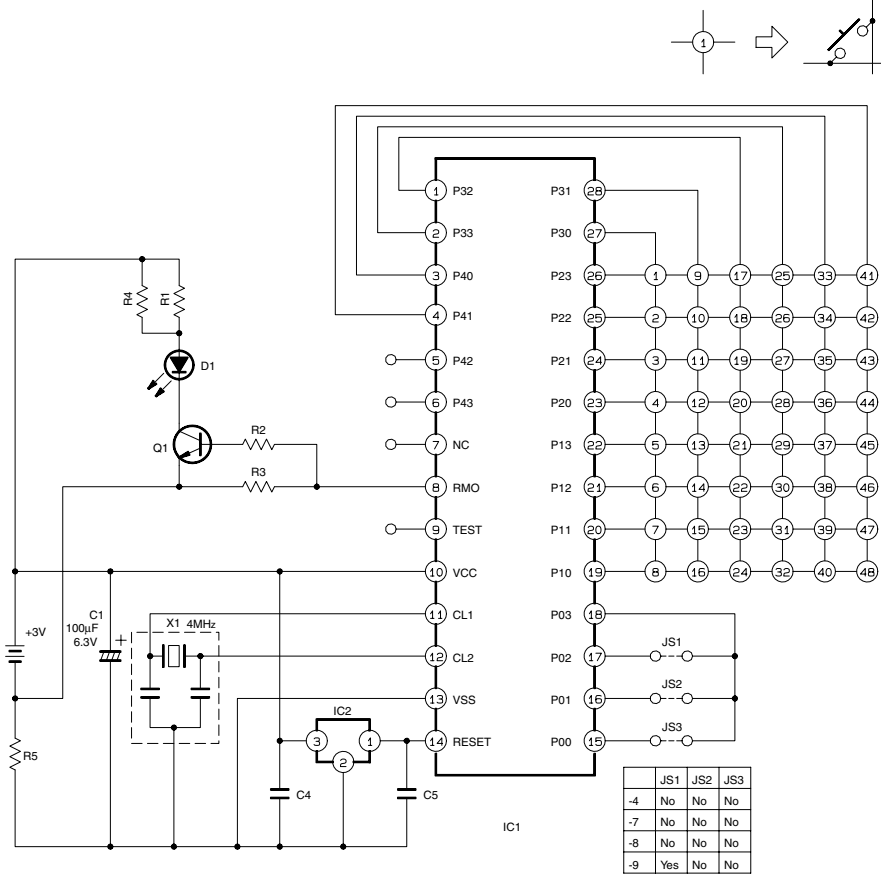 1
1 P32 P31 28
2 P33 P30 27
3 P40 P23 26 1 9 17 25 33 41
4 P41 P22 25 2 10 18 26 34 42
R4 R1
5 P42 P21 24 3 11 19 27 35 43
D1
6 P43 P20 23 4 12 20 28 36 44
R2
Q1
7 NC P13 22 5 13 21 29 37 45
R3
8 RMO P12 21 6 14 22 30 38 46
9 TEST P11 20 7 15 23 31 39 47
10 VCC P10 19 8 16 24 32 40 48
C1
100µF
6.3V +
X1 4MHz
11 CL1 P03 18
+3V
12 CL2 P02 17 JS1
13 VSS P01 16 JS2
IC2
3 1
2
14 RESET P00 15 JS3
R5
C4 C5
IC1
JS1 JS2 JS3
-4 No No No
-7 No No No
-8 No No No
-9 Yes No No